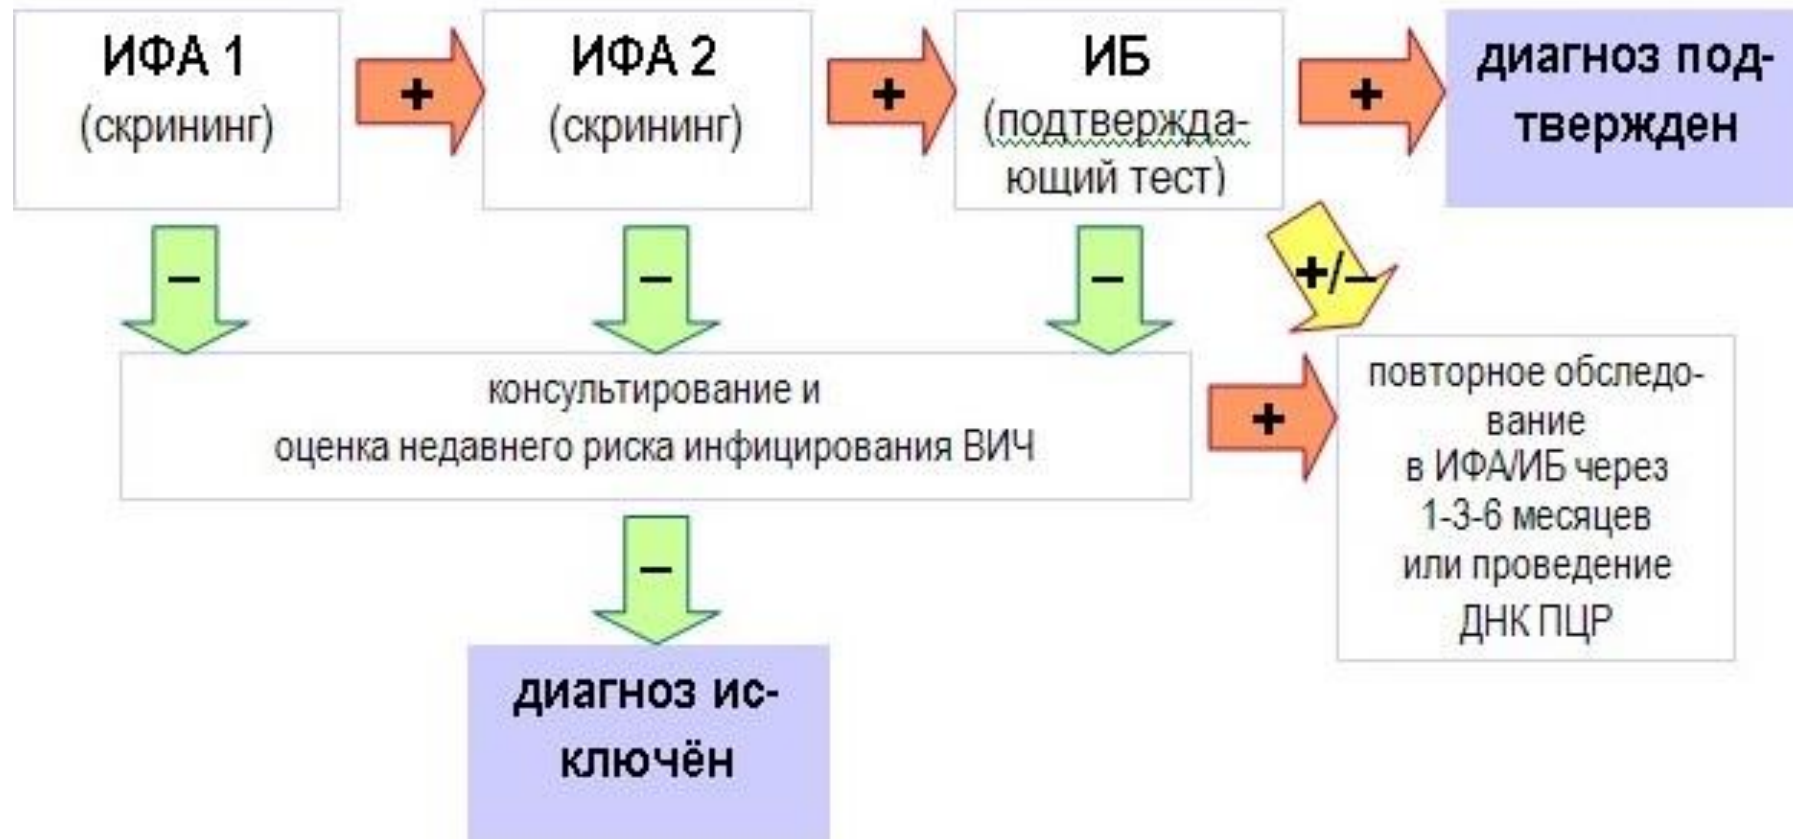 ИФА 1
(скрининг)
+
ИФА 2
(скрининг)
+
ИБ
(подтвержда-
ющий тест)
+
диагноз под-
твержден
–
–
–
+/–
консультирование и
оценка недавнего риска инфицирования ВИЧ
+
повторное обследо-
вание
в ИФА/ИБ через
1-3-6 месяцев
или проведение
ДНК ПЦР
–
диагноз ис-
ключён